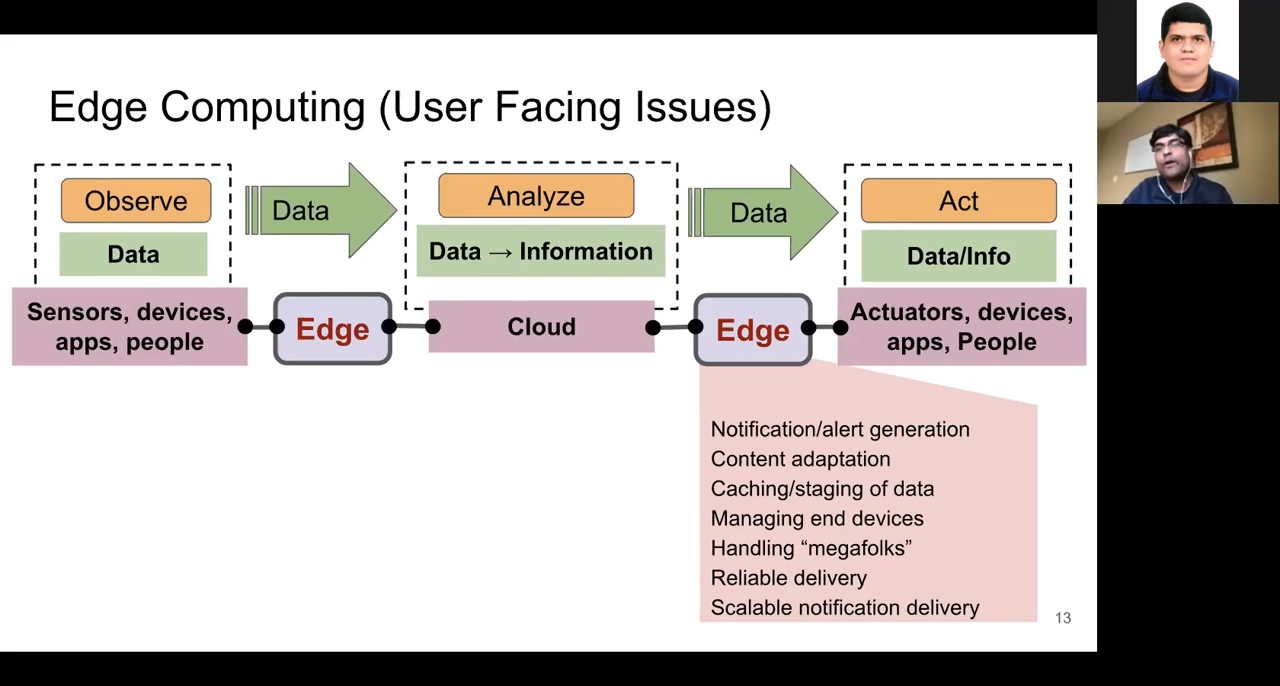 Edge Computing (User Facing Issues)
Observe
Data
Data
Analyze
Data → Information
Data
Act
Data/Info
Sensors, devices,
apps, people
Edge
Cloud
Edge
Actuators, devices,
apps, People
Notification/alert generation
Content adaptation
Caching/staging of data
Managing end devices
Handling “megafolks”
Reliable delivery
Scalable notification delivery
13